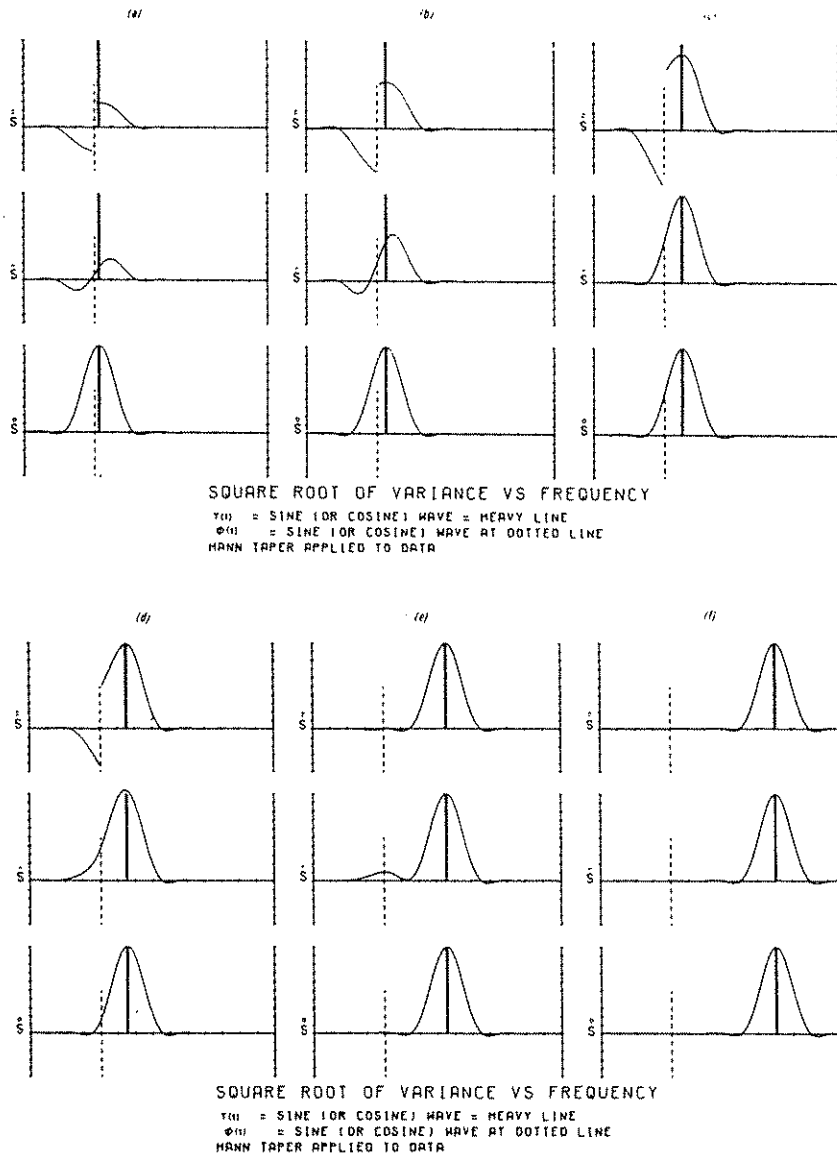 (a) (b)
SQUARE ROOT OF VARIANCE VS FREQUENCY
Y(t) = SINE (OR COSINE) WAVE = HEAVY LINE
Φ(t) = SINE (OR COSINE) WAVE AT DOTTED LINE
HANN TAPER APPLIED TO DATA
(d) (e) (f)
SQUARE ROOT OF VARIANCE VS FREQUENCY
Y(t) = SINE (OR COSINE) WAVE = HEAVY LINE
Φ(t) = SINE (OR COSINE) WAVE AT DOTTED LINE
HANN TAPER APPLIED TO DATA